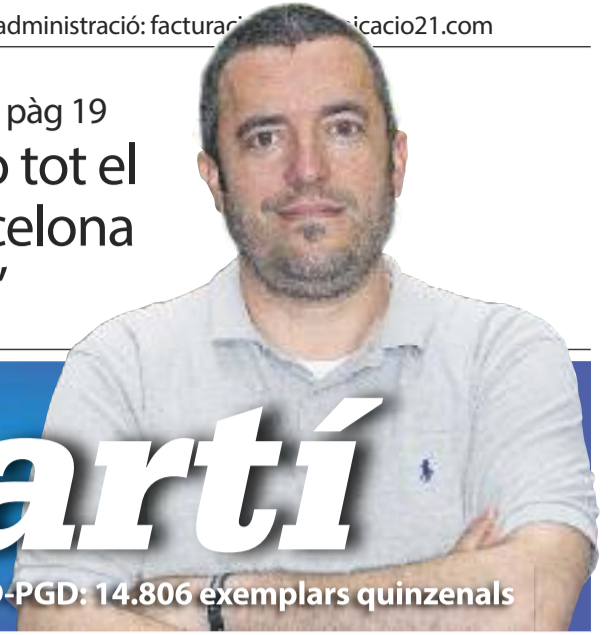 administració: facturaci icacio21.com
pàg 19
tot el
celona
”
artí
-PGD: 14.806 exemplars quinzenals